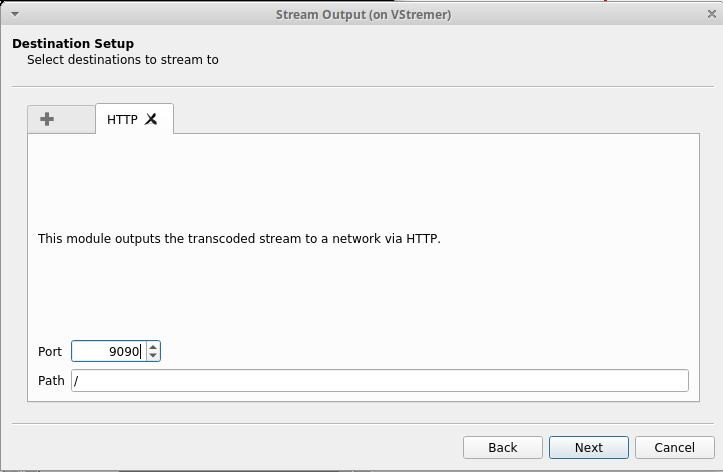 Stream Output (on VStremer)
Destination Setup
Select destinations to stream to
HTTP
This module outputs the transcoded stream to a network via HTTP.
Port 9090
Path /
Back Next Cancel